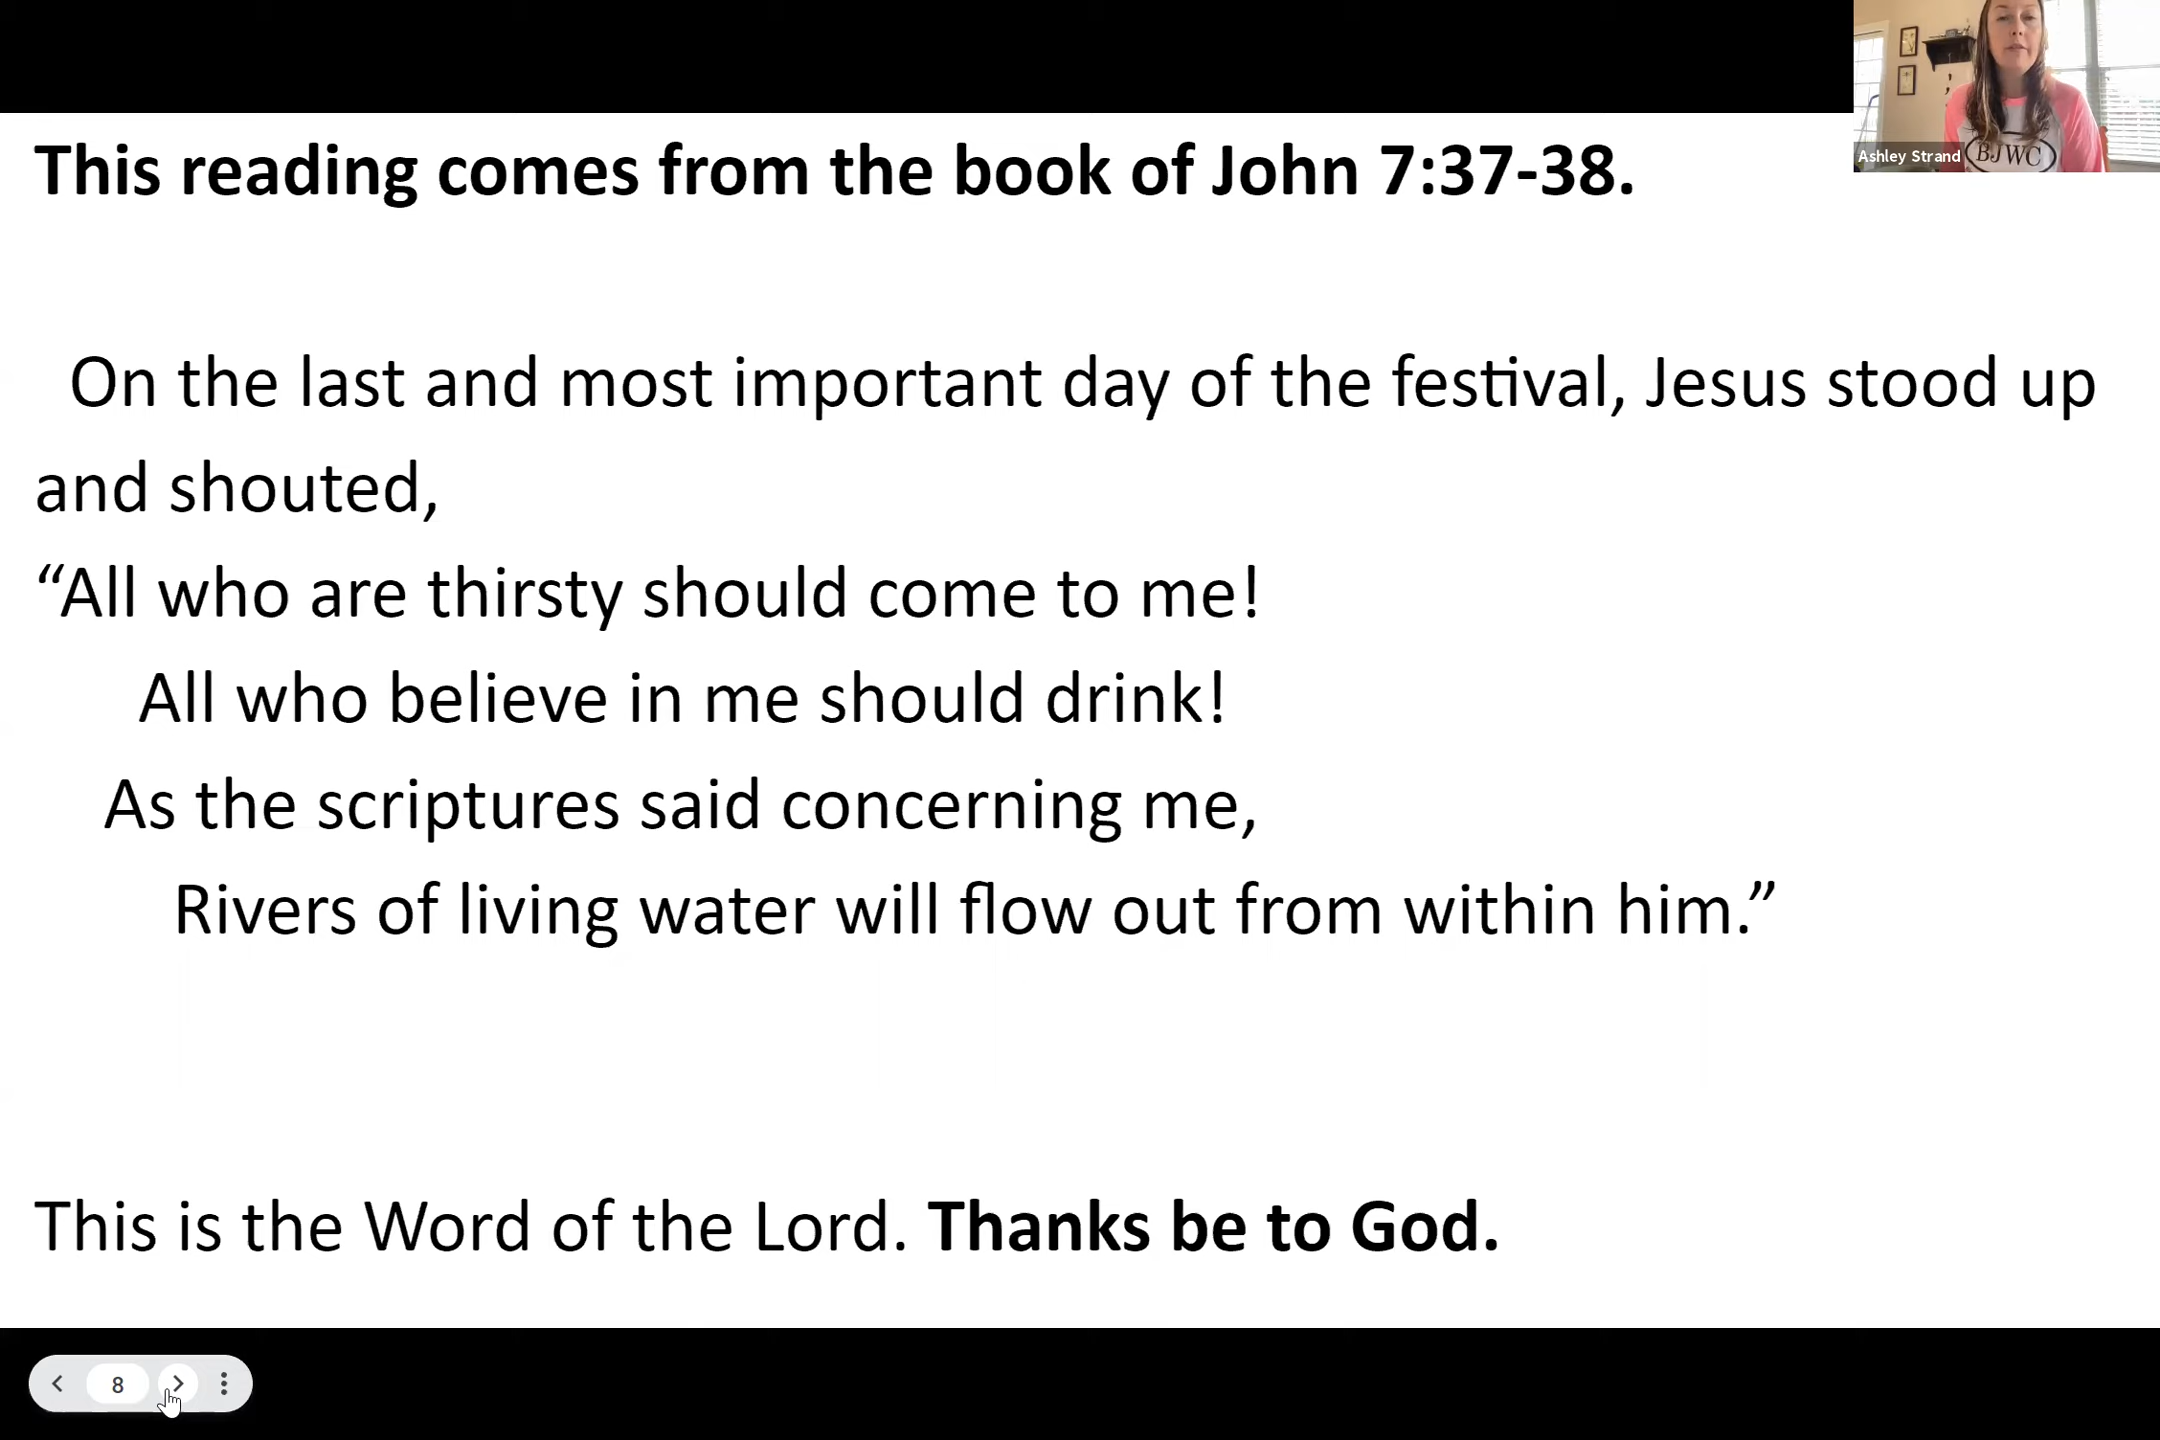 This reading comes from the book of John 7:37-38.
Ashley Strand
BJWC
On the last and most important day of the festival, Jesus stood up
and shouted,
“All who are thirsty should come to me!
All who believe in me should drink!
As the scriptures said concerning me,
Rivers of living water will flow out from within him.”
This is the Word of the Lord. Thanks be to God.
8